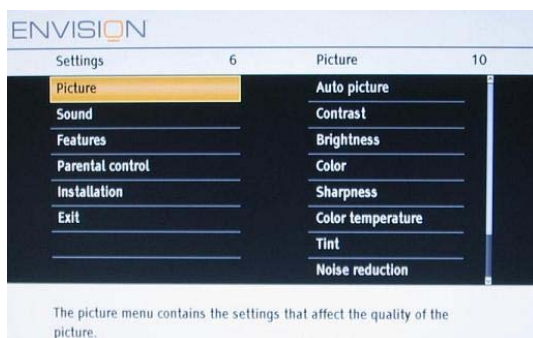 ENVISION
Settings 6 Picture 10
Picture Auto picture
Sound Contrast
Features Brightness
Parental control Color
Installation Sharpness
Exit Color temperature
Tint
Noise reduction
The picture menu contains the settings that affect the quality of the
picture.